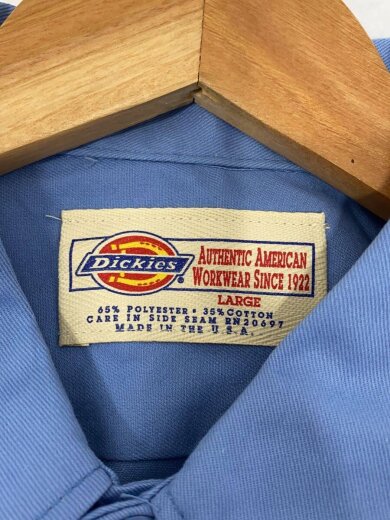 Dickies
AUTHENTIC AMERICAN
WORKWEAR SINCE 1922
LARGE
65% POLYESTER • 35% COTTON
CARE IN SIDE SEAM RN20697
MADE IN THE U.S.A.